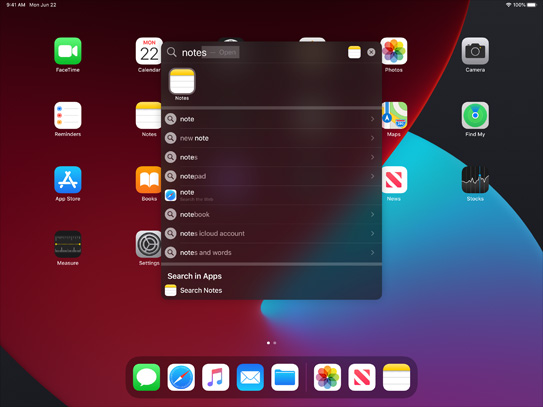 9:41 AM Mon Jun 22
100%
notes — Open
Notes
note
new note
notes
notepad
note
Search the Web
notebook
notes icloud account
notes and words
Search in Apps
Search Notes
FaceTime
MON
22
Calendar
Photos
Camera
Reminders
Notes
Maps
Find My
App Store
Books
News
Stocks
Measure
Settings